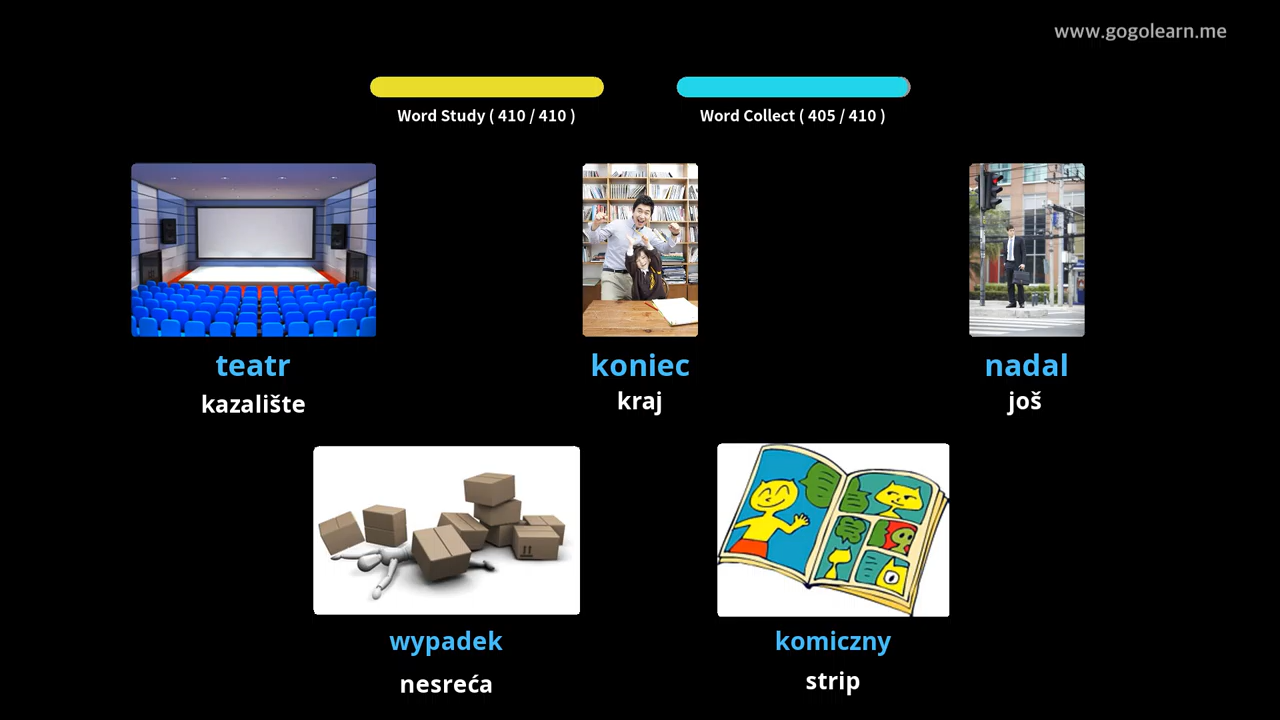 www.gogolearn.me
Word Study ( 410 / 410 )
Word Collect ( 405 / 410 )
teatr
kazalište
koniec
kraj
nadal
još
wypadek
nesreća
komiczny
strip